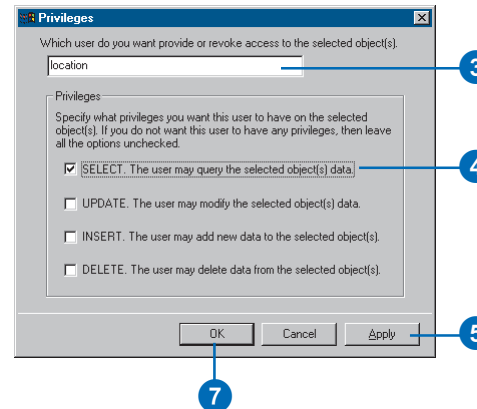 Privileges
Which user do you want provide or revoke access to the selected object(s).
location
3
Privileges
Specify what privileges you want this user to have on the selected
object(s). If you do not want this user to have any privileges, then leave
all the options unchecked.
SELECT. The user may query the selected object(s) data.
4
UPDATE. The user may modify the selected object(s) data.
INSERT. The user may add new data to the selected object(s).
DELETE. The user may delete data from the selected object(s).
OK
Cancel
Apply
5
7